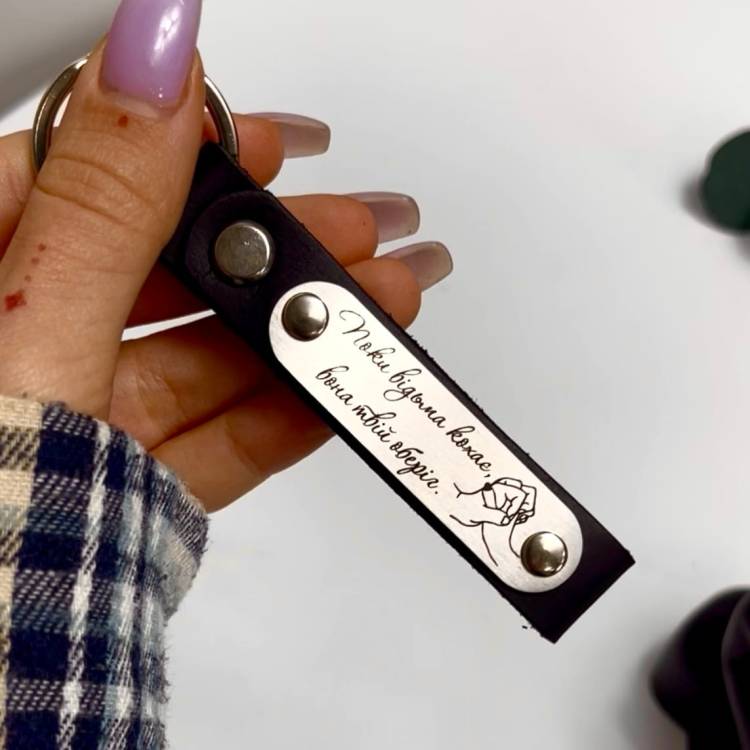 Поки відьма кохає,
вона твій оберіг.